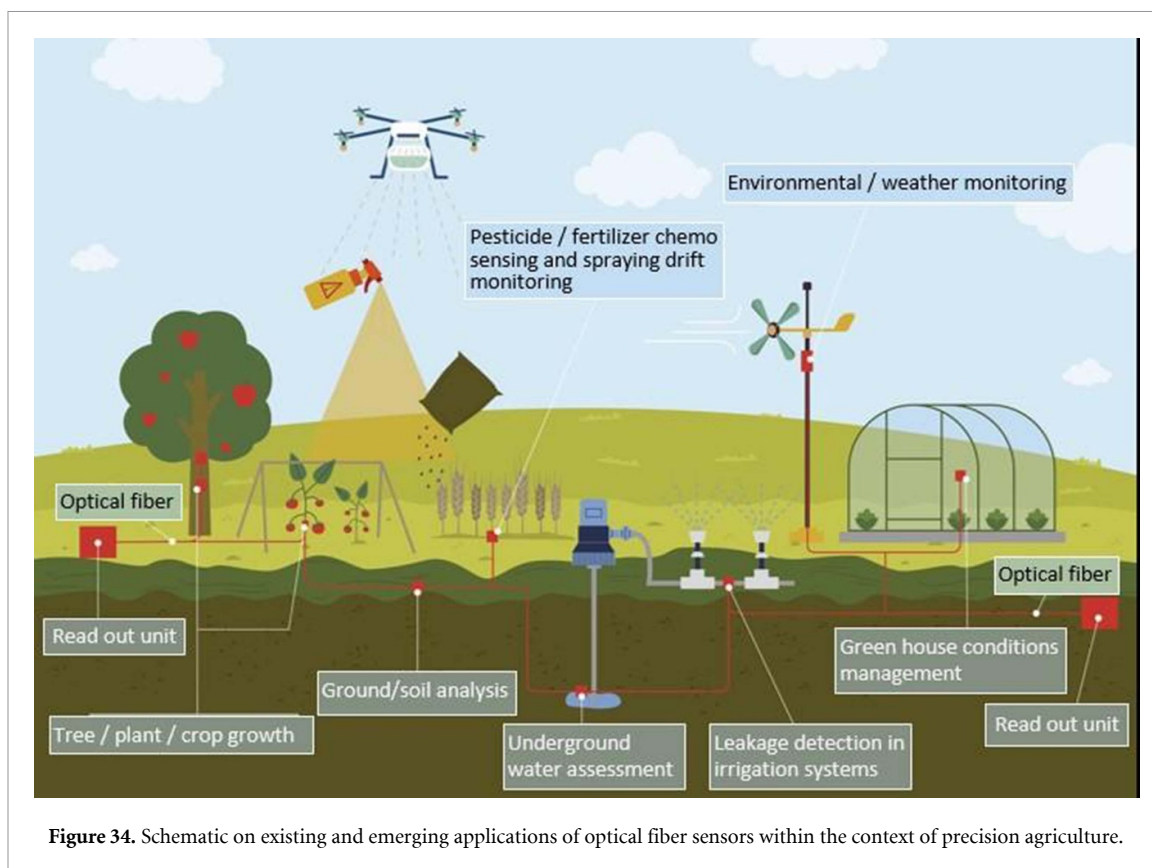 Environmental / weather monitoring
Pesticide / fertilizer chemo
sensing and spraying drift
monitoring
Optical fiber
Optical fiber
Read out unit
Green house conditions
management
Ground/soil analysis
Read out unit
Tree / plant / crop growth
Underground
water assessment
Leakage detection in
irrigation systems
Figure 34. Schematic on existing and emerging applications of optical fiber sensors within the context of precision agriculture.